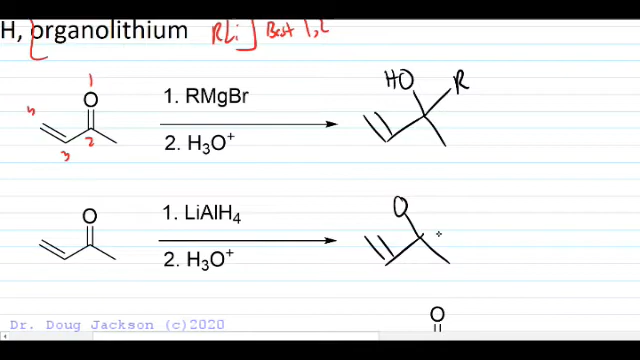 H, [organolithium RLi] Best 1,2
1
O
1. RMgBr
2. H3O+
4
3
2
HO
R
O
1. LiAlH4
2. H3O+
O
O
Dr. Doug Jackson (c)2020